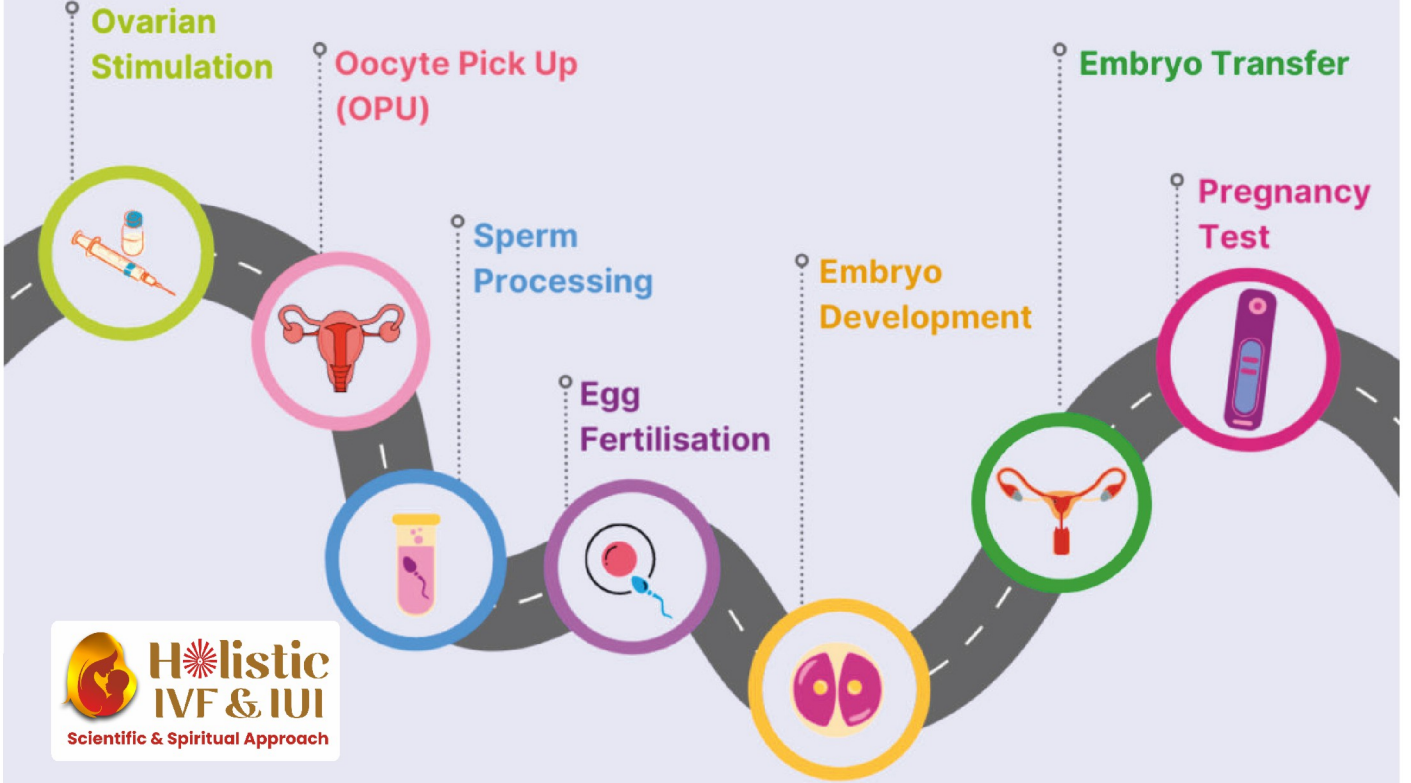 Ovarian
Stimulation
Oocyte Pick Up
(OPU)
Sperm
Processing
Egg
Fertilisation
Embryo
Development
Embryo Transfer
Pregnancy
Test
Holistic
IVF & IUI
Scientific & Spiritual Approach